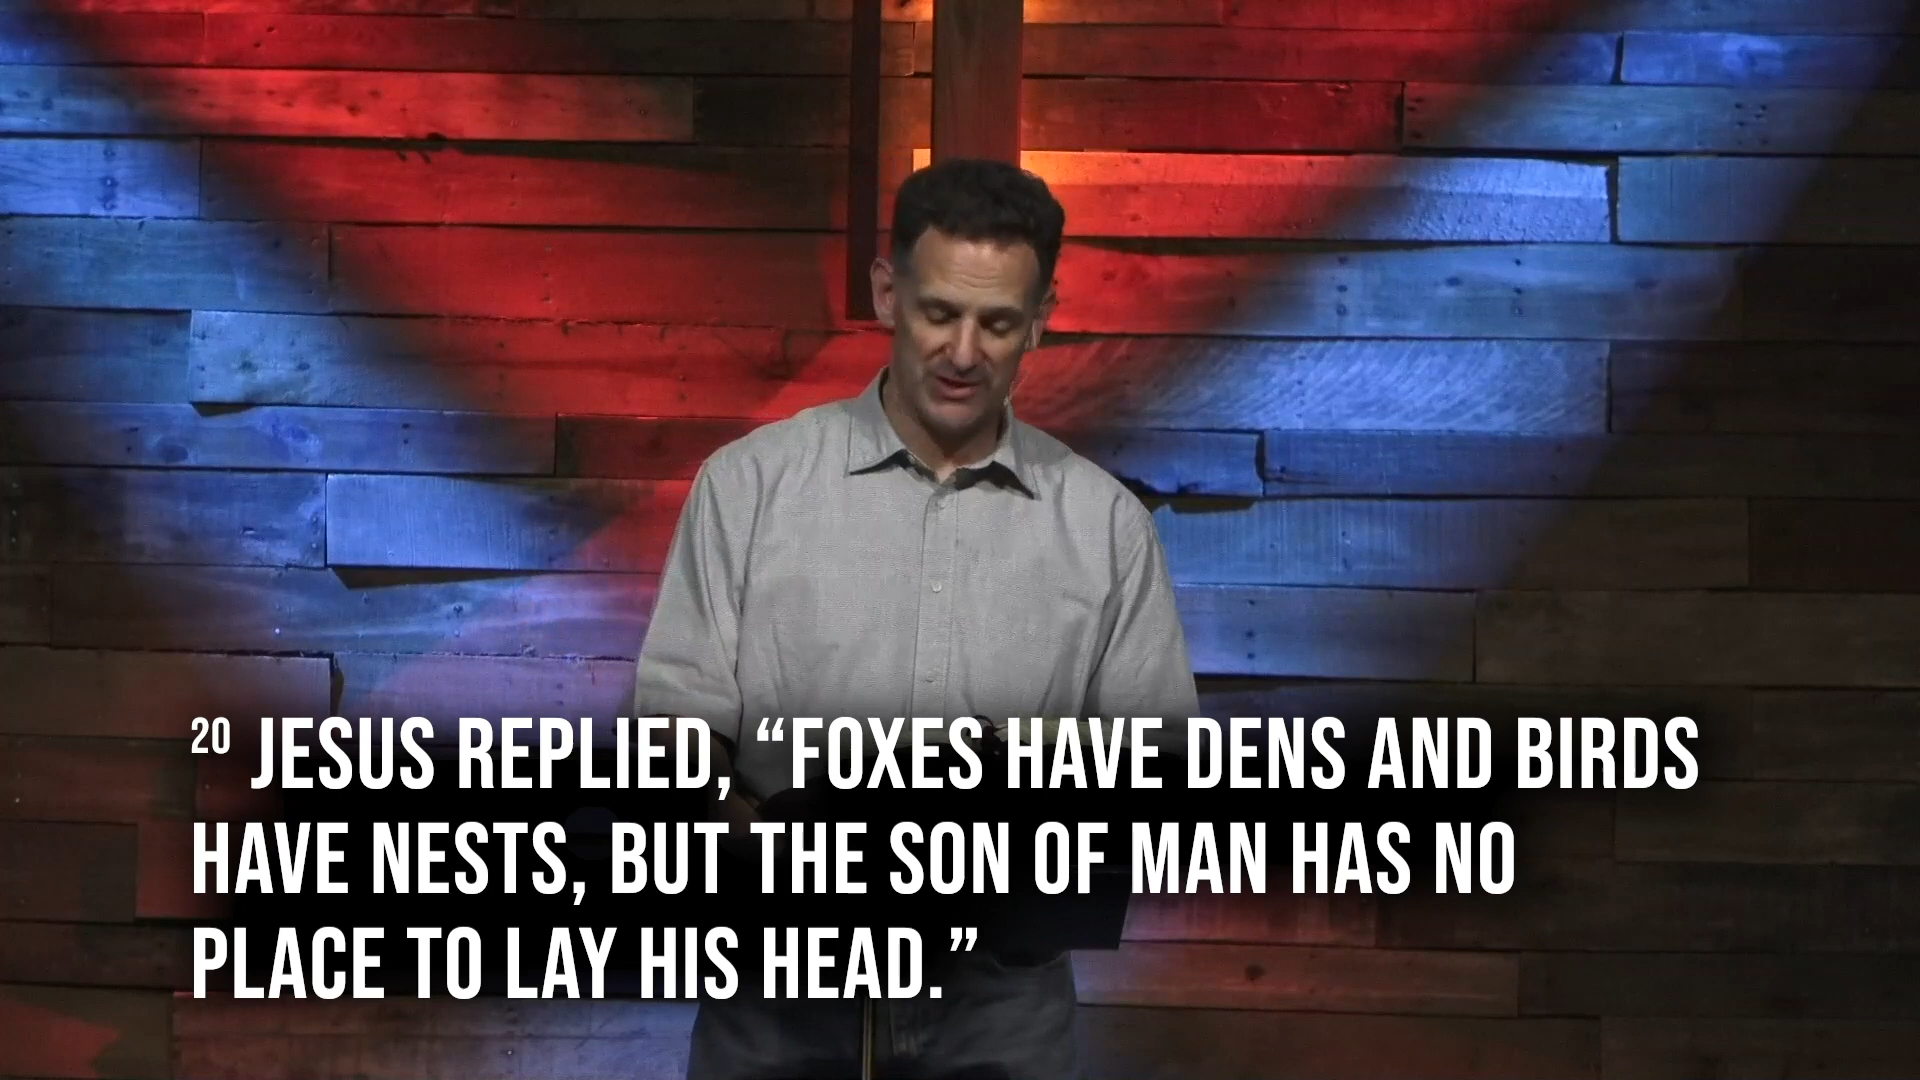 20 JESUS REPLIED, “FOXES HAVE DENS AND BIRDS
HAVE NESTS, BUT THE SON OF MAN HAS NO
PLACE TO LAY HIS HEAD.”